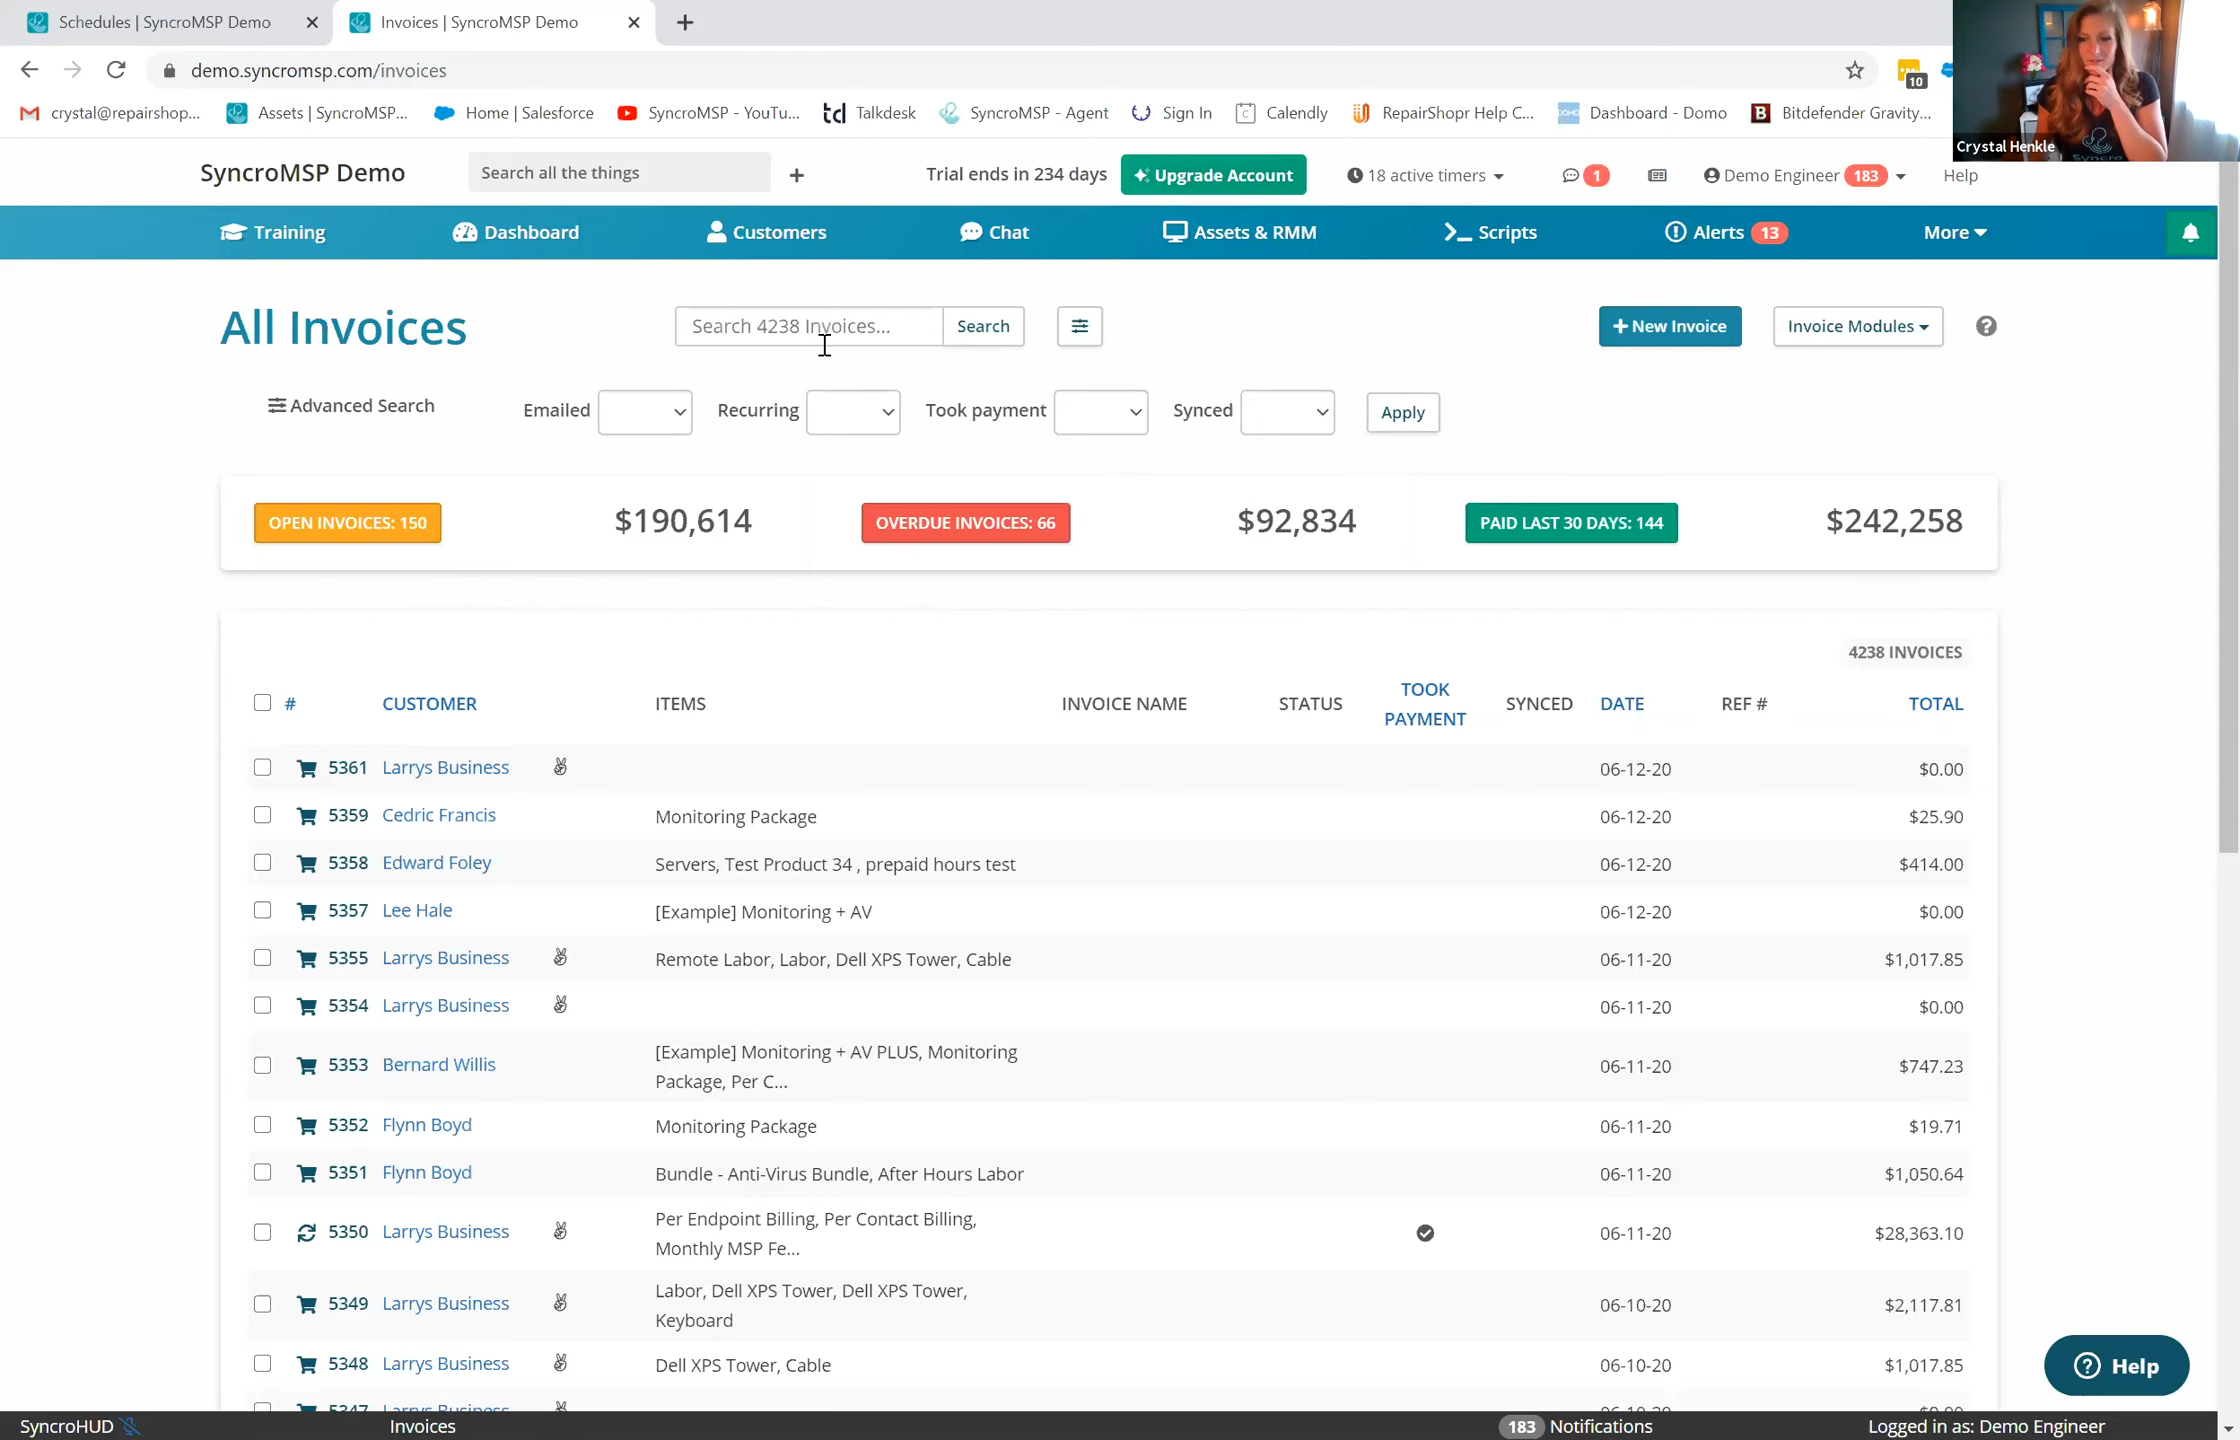 Schedules | SyncroMSP Demo
Invoices | SyncroMSP Demo
demo.syncromsp.com/invoices
10
crystal@repairshop...
Assets | SyncroMSP...
Home | Salesforce
SyncroMSP - YouTu...
td Talkdesk
SyncroMSP - Agent
Sign In
Calendly
RepairShopr Help C...
Dashboard - Domo
B Bitdefender Gravity...
Crystal Henkle
Syncro
SyncroMSP Demo
Search all the things
Trial ends in 234 days
Upgrade Account
18 active timers
1
Demo Engineer 183
Help
Training
Dashboard
Customers
Chat
Assets & RMM
Scripts
Alerts 13
More
All Invoices
Search 4238 Invoices...
Search
+ New Invoice
Invoice Modules
Advanced Search
Emailed
Recurring
Took payment
Synced
Apply
OPEN INVOICES: 150
$190,614
OVERDUE INVOICES: 66
$92,834
PAID LAST 30 DAYS: 144
$242,258
4238 INVOICES
# CUSTOMER ITEMS INVOICE NAME STATUS TOOK PAYMENT SYNCED DATE REF # TOTAL
5361 Larrys Business 06-12-20 $0.00
5359 Cedric Francis Monitoring Package 06-12-20 $25.90
5358 Edward Foley Servers, Test Product 34 , prepaid hours test 06-12-20 $414.00
5357 Lee Hale [Example] Monitoring + AV 06-12-20 $0.00
5355 Larrys Business Remote Labor, Labor, Dell XPS Tower, Cable 06-11-20 $1,017.85
5354 Larrys Business 06-11-20 $0.00
5353 Bernard Willis [Example] Monitoring + AV PLUS, Monitoring
Package, Per C... 06-11-20 $747.23
5352 Flynn Boyd Monitoring Package 06-11-20 $19.71
5351 Flynn Boyd Bundle - Anti-Virus Bundle, After Hours Labor 06-11-20 $1,050.64
5350 Larrys Business Per Endpoint Billing, Per Contact Billing,
Monthly MSP Fe... 06-11-20 $28,363.10
5349 Larrys Business Labor, Dell XPS Tower, Dell XPS Tower,
Keyboard 06-10-20 $2,117.81
5348 Larrys Business Dell XPS Tower, Cable 06-10-20 $1,017.85
5347 Larrys Business
Help
SyncroHUD
Invoices
183 Notifications
Logged in as: Demo Engineer